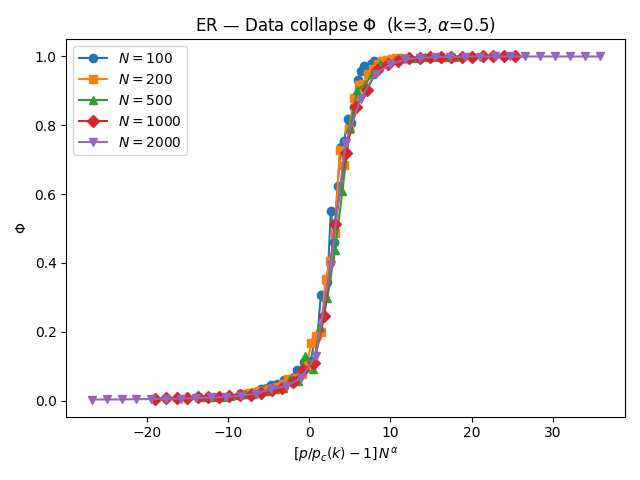 ER — Data collapse Φ (k=3, α=0.5)
N = 100
N = 200
N = 500
N = 1000
N = 2000
1.0
0.8
0.6
0.4
0.2
0.0
Φ
−20
−10
0
10
20
30
[p/p_c(k) − 1] N^α